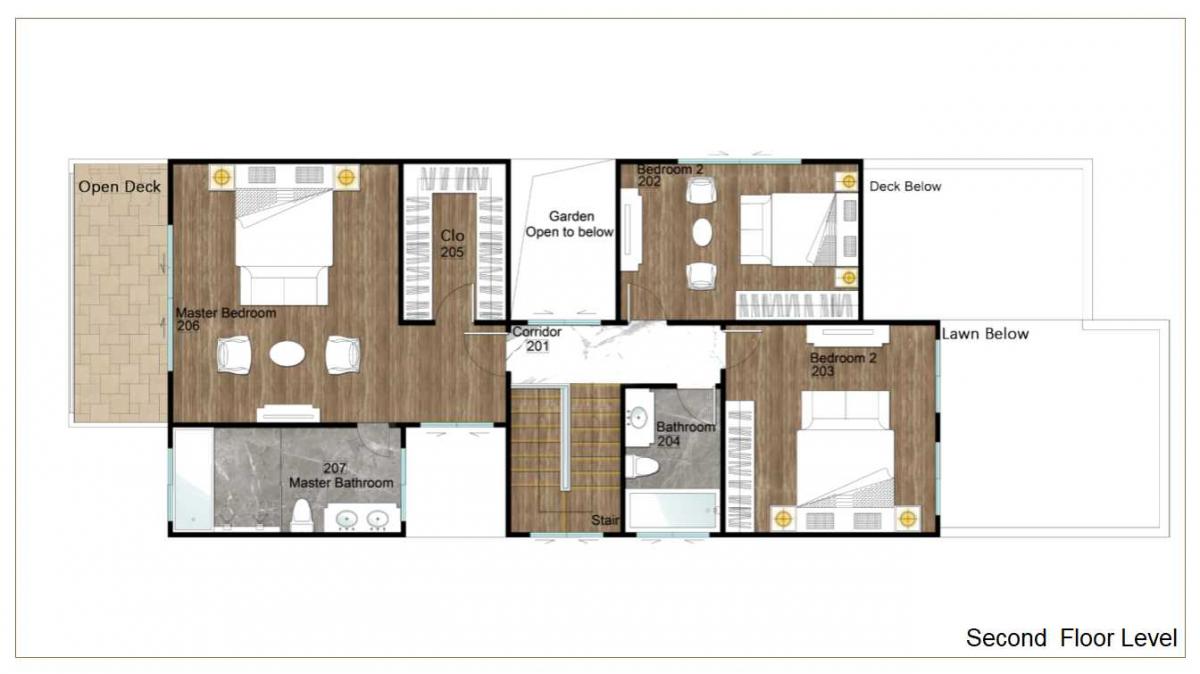 Open Deck
Master Bedroom
206
Clo
205
Garden
Open to below
Bedroom 2
202
Deck Below
Corridor
201
Bedroom 2
203
Lawn Below
Bathroom
204
207
Master Bathroom
Stair
Second Floor Level